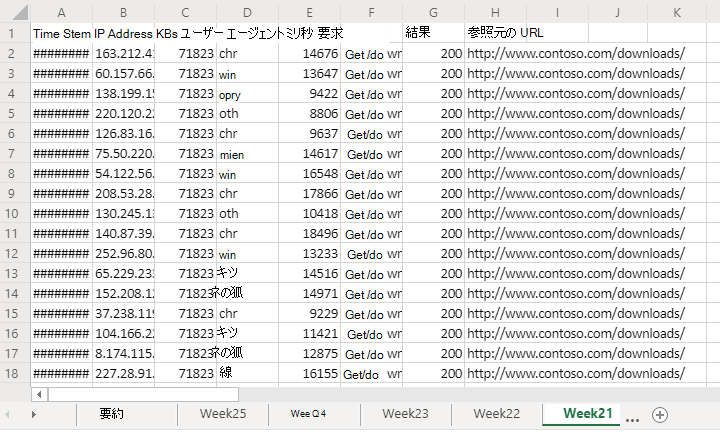 A B C D E F G H I J K
1 Time Stem IP Address KBs ユーザー エージェントミリ秒 要求 結果 参照元の URL
2 ######## 163.212.41 71823 chr 14676 Get /do wr 200 http://www.contoso.com/downloads/
3 ######## 60.157.66. 71823 win 13647 Get/do wr 200 http://www.contoso.com/downloads/
4 ######## 138.199.15 71823 opry 9422 Get /do wr 200 http://www.contoso.com/downloads/
5 ######## 220.120.22 71823 oth 8806 Get /do wr 200 http://www.contoso.com/downloads/
6 ######## 126.83.16. 71823 chr 9637 Get/do wr 200 http://www.contoso.com/downloads/
7 ######## 75.50.220. 71823 mien 14617 Get /do wr 200 http://www.contoso.com/downloads/
8 ######## 54.122.56. 71823 win 16548 Get/do wr 200 http://www.contoso.com/downloads/
9 ######## 208.53.28. 71823 chr 17866 Get /do wr 200 http://www.contoso.com/downloads/
10 ######## 130.245.13 71823 oth 10418 Get /do wr 200 http://www.contoso.com/downloads/
11 ######## 140.87.39. 71823 chr 18496 Get/do wr 200 http://www.contoso.com/downloads/
12 ######## 252.96.80. 71823 win 13233 Get/do wr 200 http://www.contoso.com/downloads/
13 ######## 65.229.233 71823 キツ 14516 Get /do wr 200 http://www.contoso.com/downloads/
14 ######## 152.208.12 71823 ネの狐 14971 Get /do wr 200 http://www.contoso.com/downloads/
15 ######## 37.238.119 71823 chr 9229 Get /do wr 200 http://www.contoso.com/downloads/
16 ######## 104.166.22 71823 キツ 11421 Get /do wr 200 http://www.contoso.com/downloads/
17 ######## 8.174.115. 71823 ネの狐 12875 Get /do wr 200 http://www.contoso.com/downloads/
18 ######## 227.28.91. 71823 線 16155 Get/do wr 200 http://www.contoso.com/downloads/
要約 Week25 Wee Q 4 Week23 Week22 Week21 ...